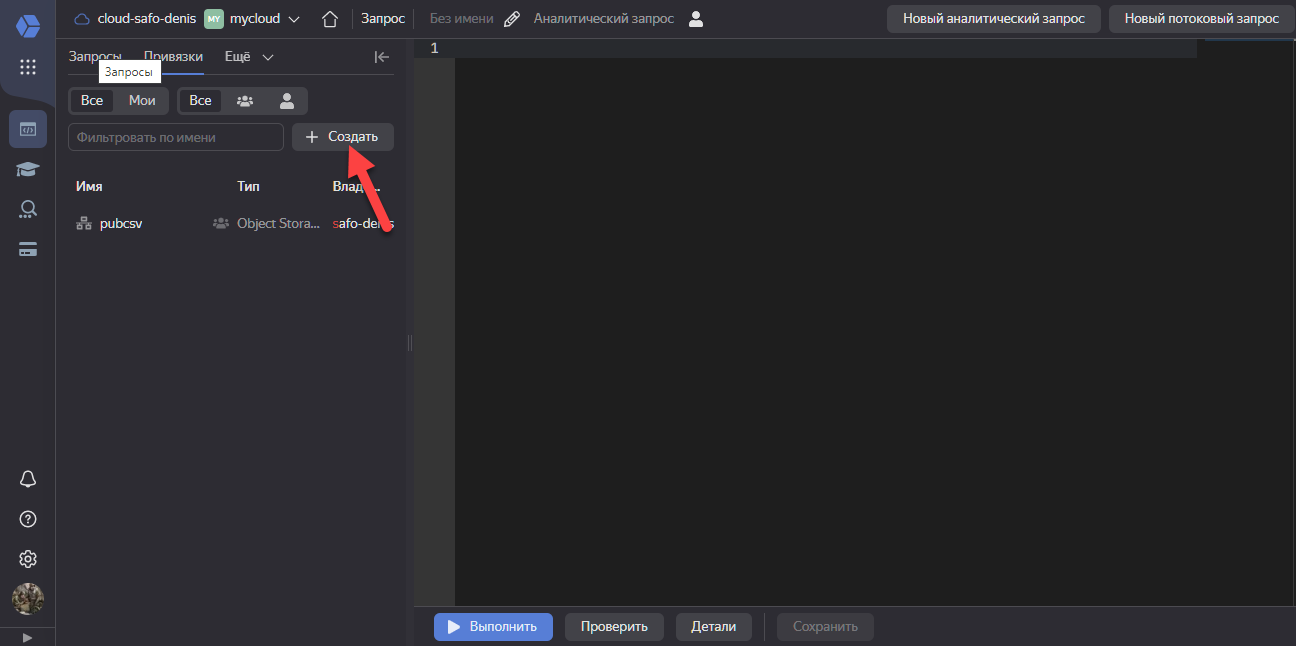 cloud-safo-denis MY mycloud Запрос Без имени Аналитический запрос Новый аналитический запрос Новый потоковый запрос
Запросы Привязки Ещё
Запросы
Все Мои Все
Фильтровать по имени Создать
Имя Тип Влад...
pubcsv Object Stora... safo-denis
1
Выполнить Проверить Детали Сохранить